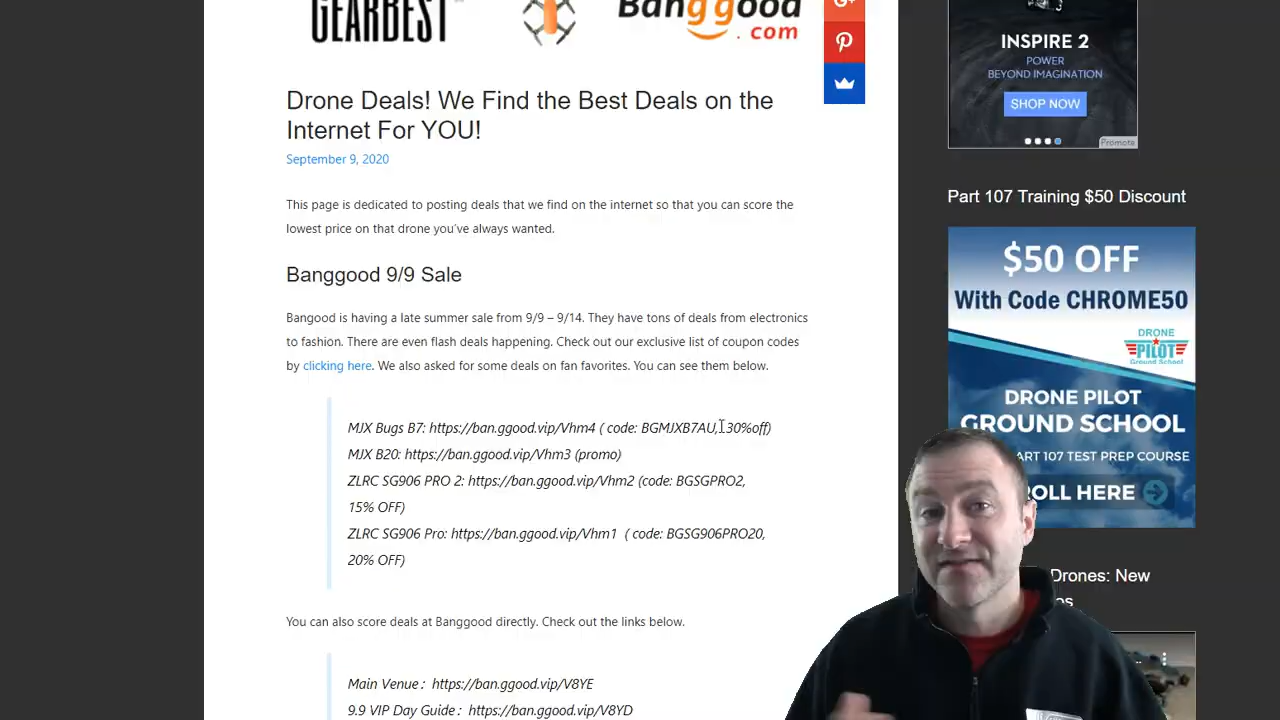 GEARBEST
Banggood
.com
Drone Deals! We Find the Best Deals on the
Internet For YOU!
September 9, 2020
This page is dedicated to posting deals that we find on the internet so that you can score the
lowest price on that drone you've always wanted.
Banggood 9/9 Sale
Bangood is having a late summer sale from 9/9 – 9/14. They have tons of deals from electronics
to fashion. There are even flash deals happening. Check out our exclusive list of coupon codes
by clicking here. We also asked for some deals on fan favorites. You can see them below.
MJX Bugs B7: https://ban.ggood.vip/Vhm4 ( code: BGMJXB7AU, 30%off)
MJX B20: https://ban.ggood.vip/Vhm3 (promo)
ZLRC SG906 PRO 2: https://ban.ggood.vip/Vhm2 (code: BGSGPRO2,
15% OFF)
ZLRC SG906 Pro: https://ban.ggood.vip/Vhm1 ( code: BGSG906PRO20,
20% OFF)
You can also score deals at Banggood directly. Check out the links below.
Main Venue : https://ban.ggood.vip/V8YE
9.9 VIP Day Guide : https://ban.ggood.vip/V8YD
G+
INSPIRE 2
POWER
BEYOND IMAGINATION
SHOP NOW
Promote
Part 107 Training $50 Discount
$50 OFF
With Code CHROME50
DRONE
PILOT
Ground School
DRONE PILOT
GROUND SCHOOL
ART 107 TEST PREP COURSE
ROLL HERE
Drones: New
os